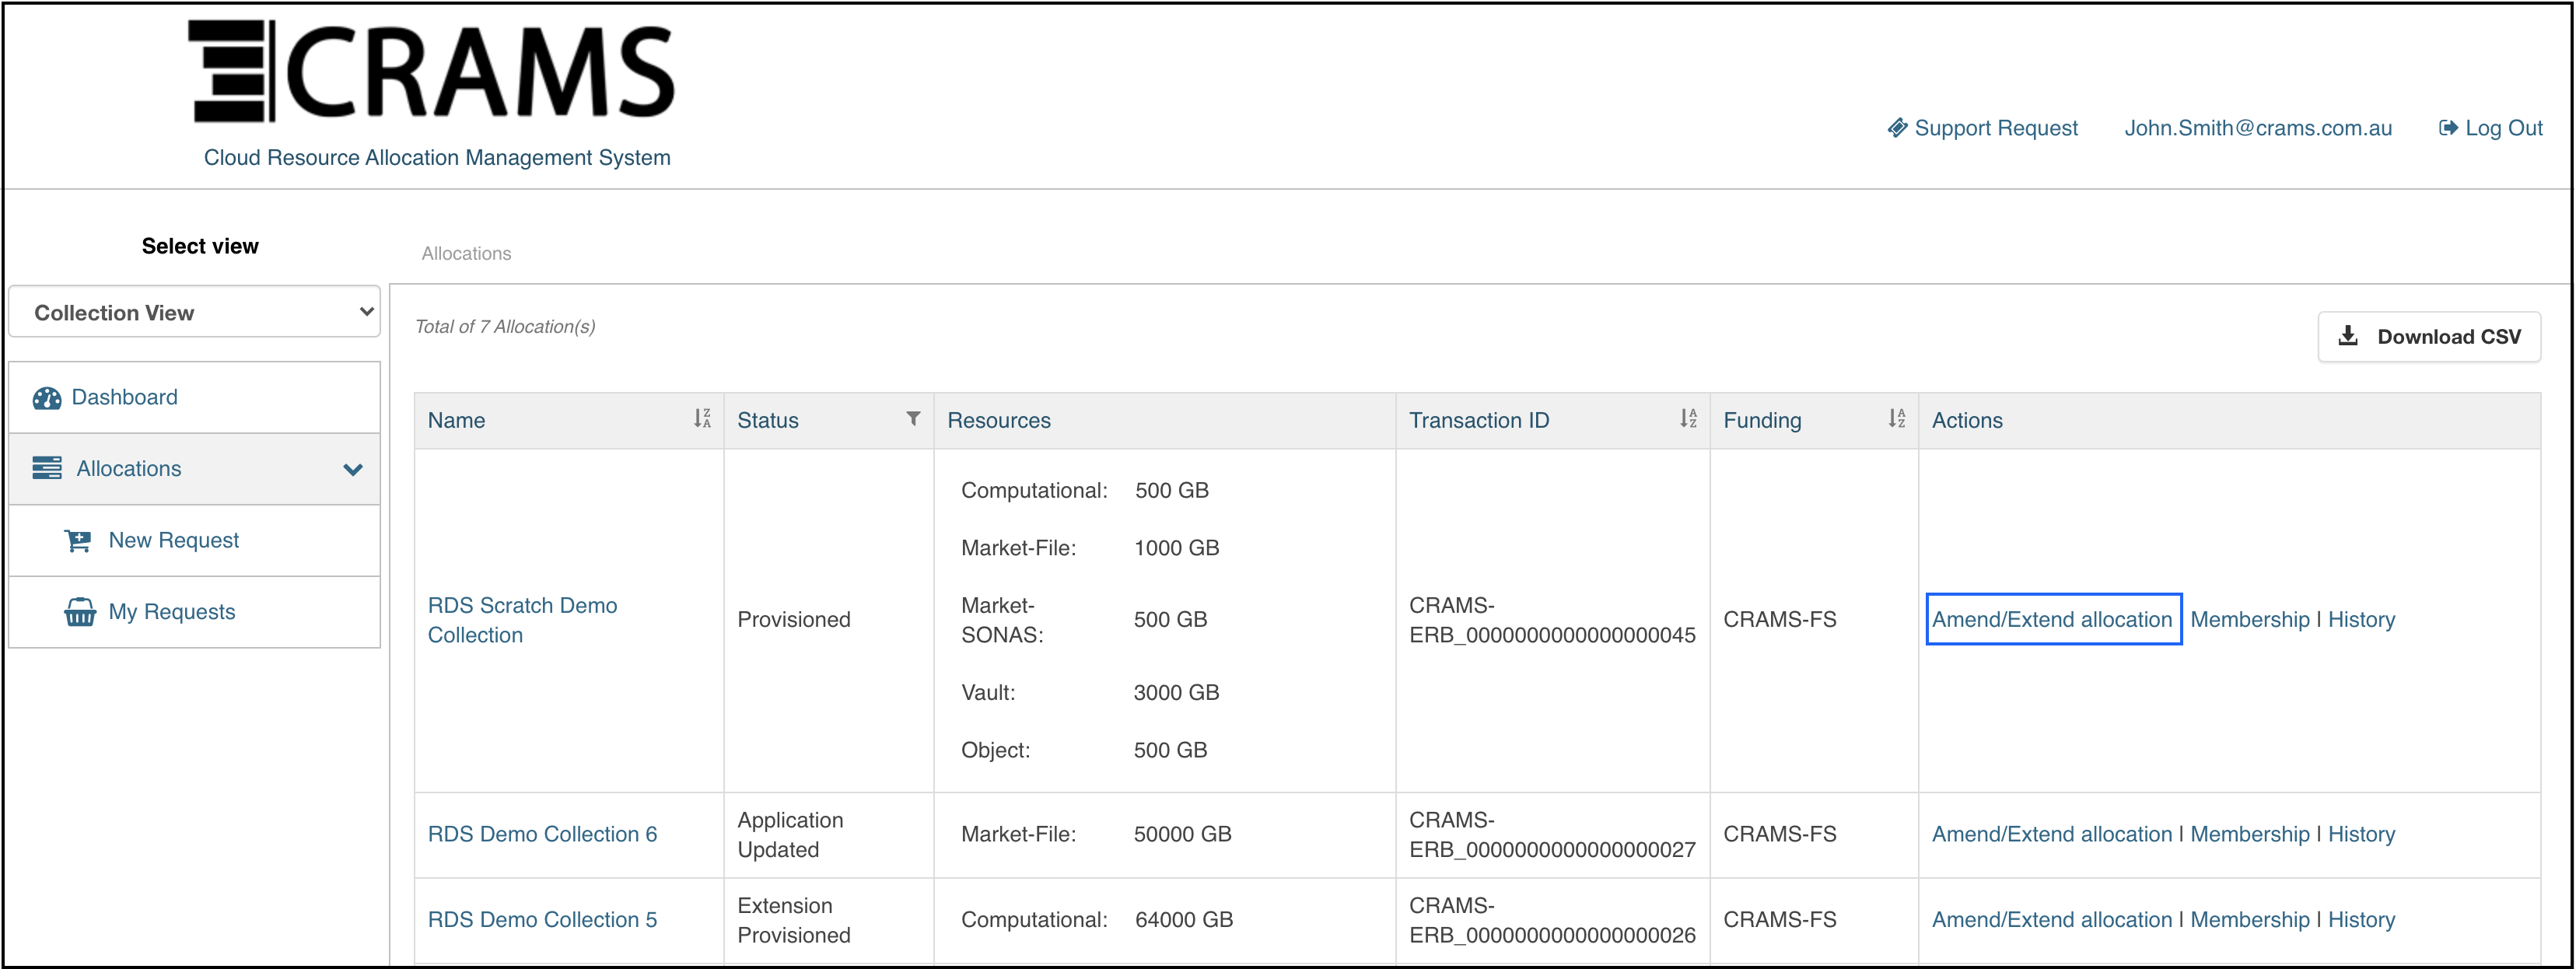 CRAMS
Cloud Resource Allocation Management System
Support Request John.Smith@crams.com.au Log Out
Select view
Allocations
Collection View
Total of 7 Allocation(s)
Download CSV
Dashboard
Allocations
New Request
My Requests
Name Status Resources Transaction ID Funding Actions
RDS Scratch Demo
Collection
Provisioned
Computational: 500 GB
Market-File: 1000 GB
Market-
SONAS: 500 GB
Vault: 3000 GB
Object: 500 GB
CRAMS-
ERB_0000000000000000045
CRAMS-FS
Amend/Extend allocation Membership | History
RDS Demo Collection 6
Application
Updated
Market-File: 50000 GB
CRAMS-
ERB_0000000000000000027
CRAMS-FS
Amend/Extend allocation | Membership | History
RDS Demo Collection 5
Extension
Provisioned
Computational: 64000 GB
CRAMS-
ERB_0000000000000000026
CRAMS-FS
Amend/Extend allocation | Membership | History